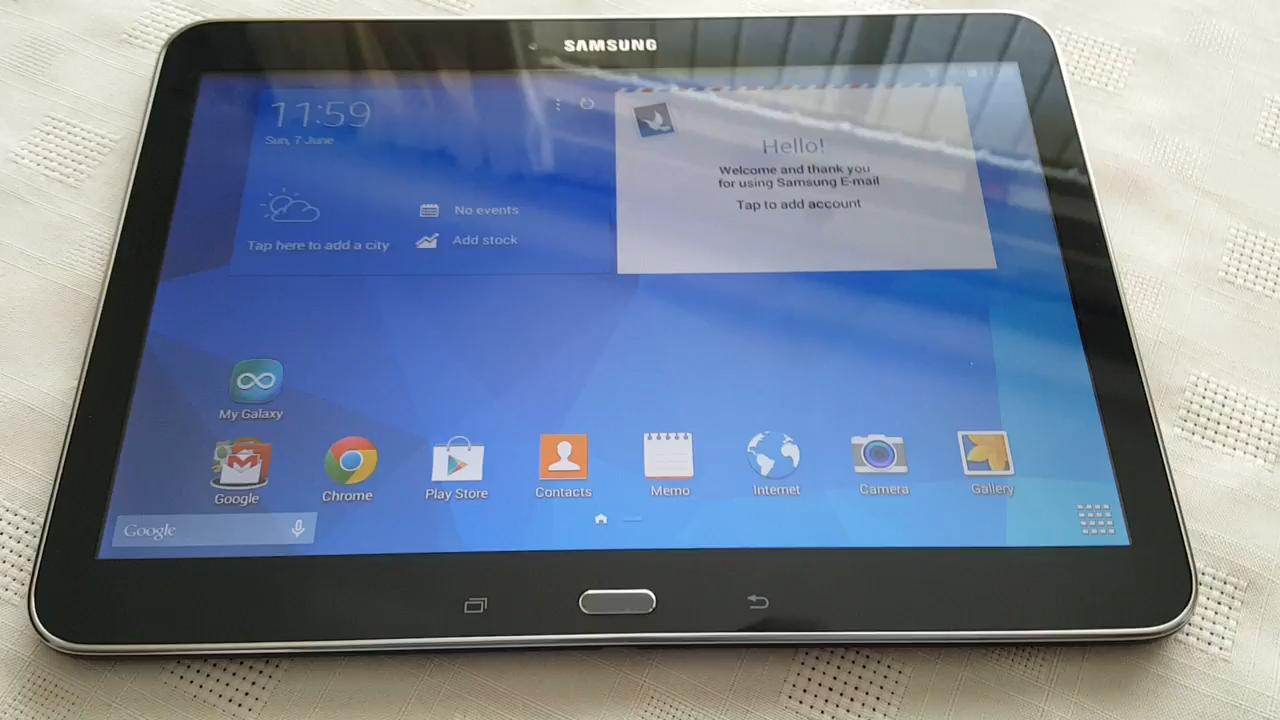 SAMSUNG
11:59
Sun, 7 June
No events
Tap here to add a city
Add stock
Hello!
Welcome and thank you
for using Samsung E-mail
Tap to add account
My Galaxy
Google
Chrome
Play Store
Contacts
Memo
Internet
Camera
Gallery
Google